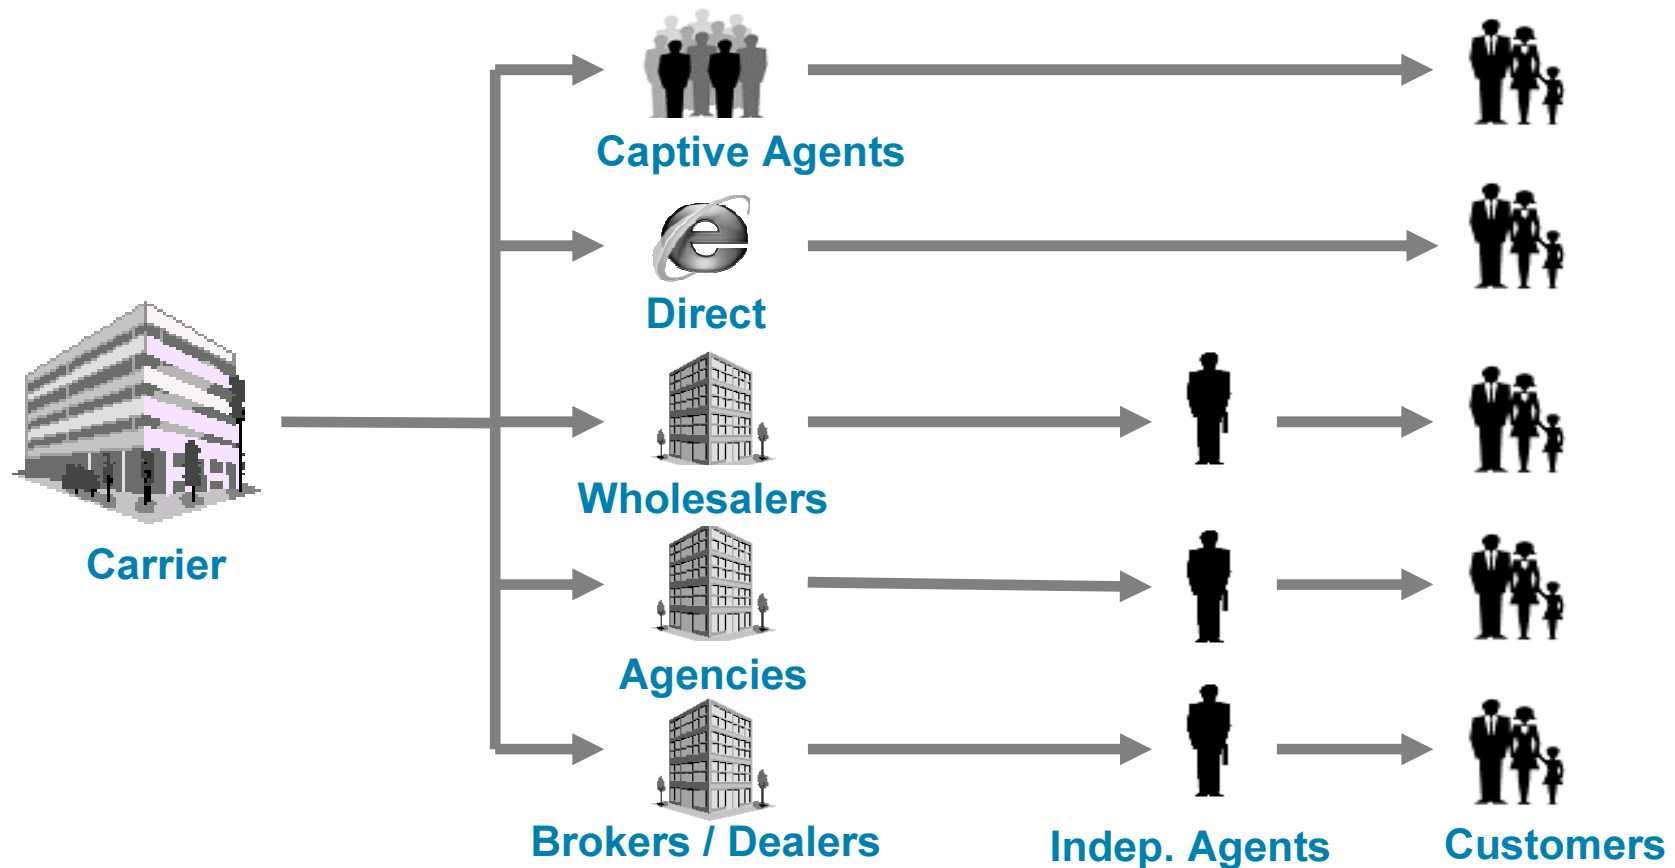 Captive Agents
Direct
Wholesalers
Carrier
Agencies
Brokers / Dealers
Indep. Agents
Customers